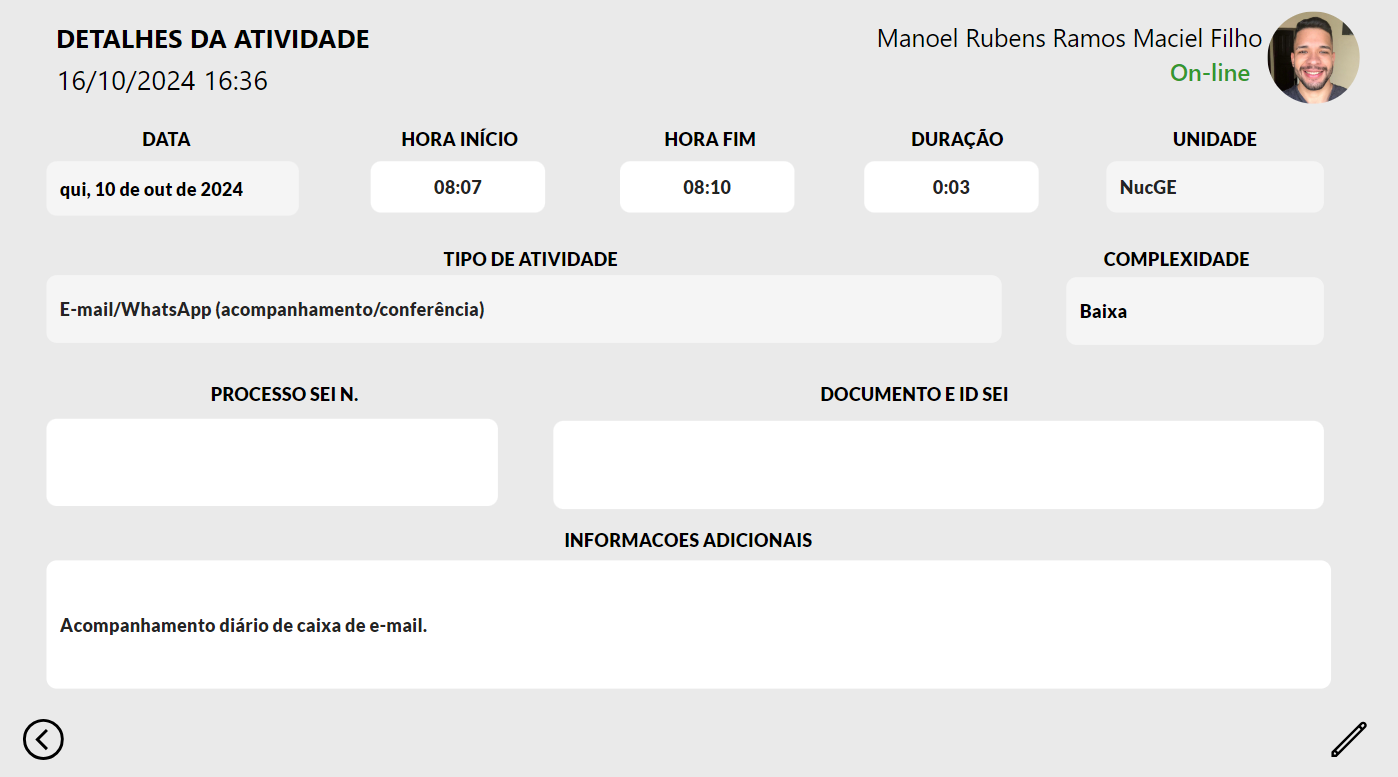 DETALHES DA ATIVIDADE
Manoel Rubens Ramos Maciel Filho
16/10/2024 16:36
On-line
DATA
HORA INÍCIO
HORA FIM
DURAÇÃO
UNIDADE
qui, 10 de out de 2024
08:07
08:10
0:03
NucGE
TIPO DE ATIVIDADE
COMPLEXIDADE
E-mail/WhatsApp (acompanhamento/conferência)
Baixa
PROCESSO SEI N.
DOCUMENTO E ID SEI
INFORMACOES ADICIONAIS
Acompanhamento diário de caixa de e-mail.